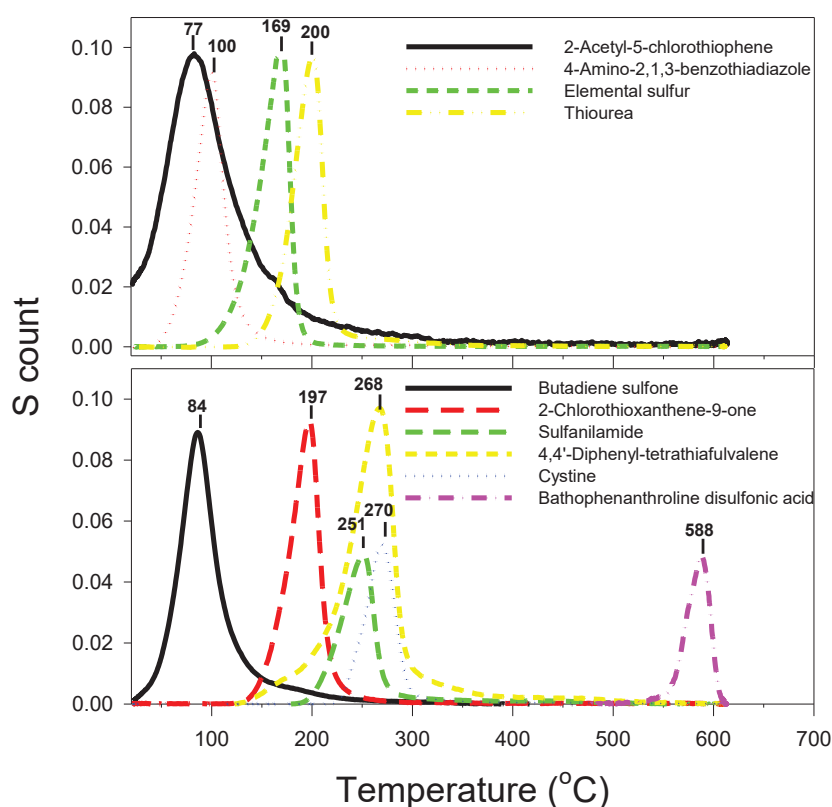 77
100
169
200
0.10
0.08
0.06
0.04
0.02
0.00
2-Acetyl-5-chlorothiophene
4-Amino-2,1,3-benzothiadiazole
Elemental sulfur
Thiourea
S count
84
197
268
251
270
588
0.10
0.08
0.06
0.04
0.02
0.00
Butadiene sulfone
2-Chlorothioxanthene-9-one
Sulfanilamide
4,4'-Diphenyl-tetrathiafulvalene
Cystine
Bathophenanthroline disulfonic acid
100 200 300 400 500 600 700
Temperature (°C)